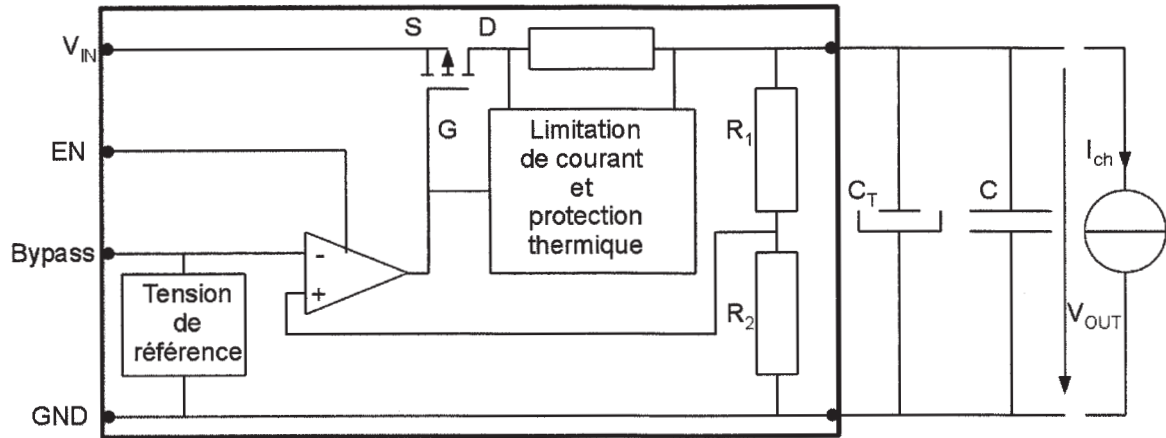 V_IN
S
D
G
EN
Bypass
GND
-
+
Tension
de
référence
Limitation
de courant
et
protection
thermique
R_1
R_2
C_T
C
I_ch
V_OUT